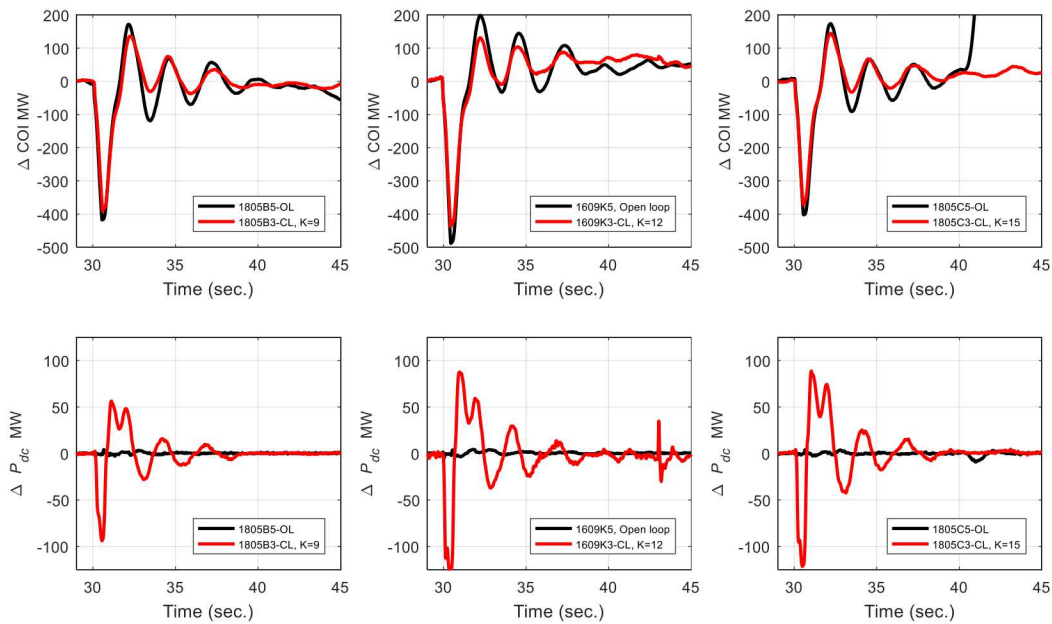 200
100
0
-100
-200
-300
-400
-500
Δ COI MW
30
35
40
45
Time (sec.)
1805B5-OL
1805B3-CL, K=9
200
100
0
-100
-200
-300
-400
-500
Δ COI MW
30
35
40
45
Time (sec.)
1609K5, Open loop
1609K3-CL, K=12
200
100
0
-100
-200
-300
-400
-500
Δ COI MW
30
35
40
45
Time (sec.)
1805C5-OL
1805C3-CL, K=15
100
50
0
-50
-100
Δ P dc MW
30
35
40
45
Time (sec.)
1805B5-OL
1805B3-CL, K=9
100
50
0
-50
-100
Δ P dc MW
30
35
40
45
Time (sec.)
1609K5, Open loop
1609K3-CL, K=12
100
50
0
-50
-100
Δ P dc MW
30
35
40
45
Time (sec.)
1805C5-OL
1805C3-CL, K=15